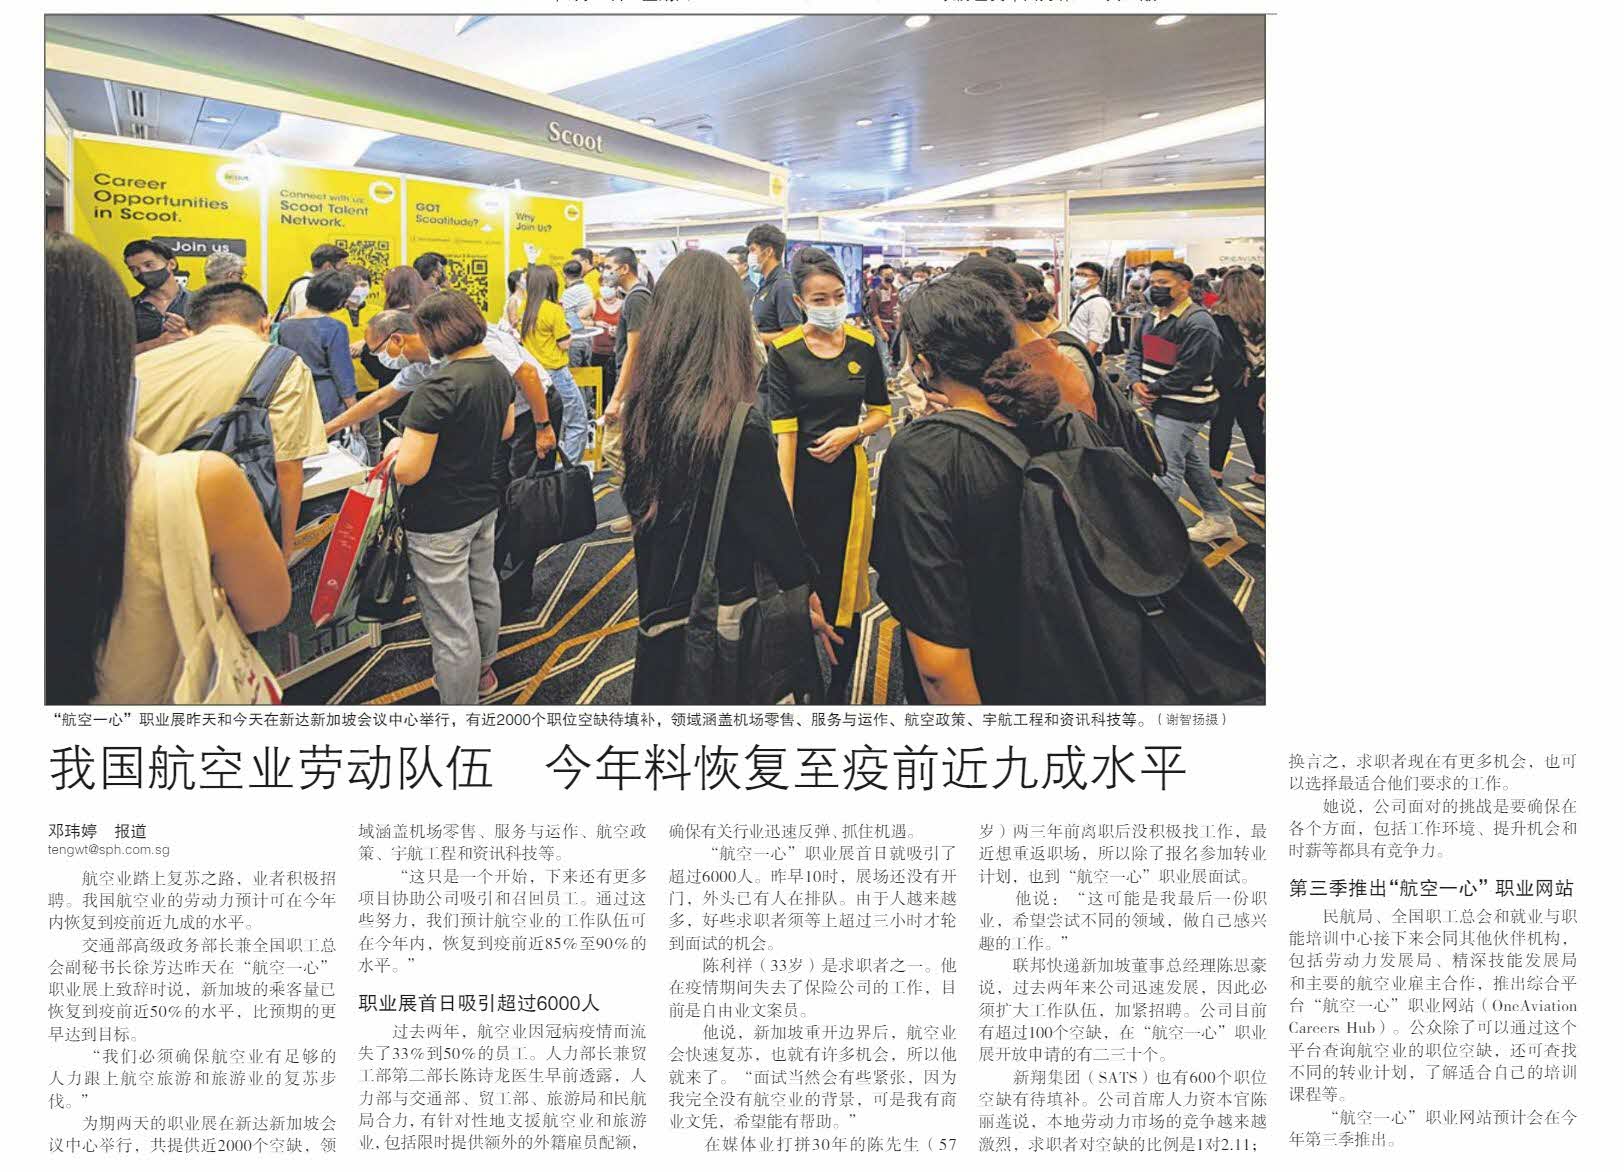 Scoot
Career
Opportunities
in Scoot.
Join us
Connect with us:
Scoot Talent
Network.
GOT
Scootitude?
Why
Join Us?
“航空一心”职业展昨天和今天在新达新加坡会议中心举行，有近2000个职位空缺待填补，领域涵盖机场零售、服务与运作、航空政策、宇航工程和资讯科技等。（谢智扬摄）
我国航空业劳动队伍 今年料恢复至疫前近九成水平
邓玮婷 报道
tengwt@sph.com.sg
航空业踏上复苏之路，业者积极招
聘。我国航空业的劳动力预计可在今年
内恢复到疫前近九成的水平。
交通部高级政务部长兼全国职工总
会副秘书长徐芳达昨天在“航空一心”
职业展上致辞时说，新加坡的乘客量已
恢复到疫前近50%的水平，比预期的更
早达到目标。
“我们必须确保航空业有足够的
人力跟上航空旅游和旅游业的复苏步
伐。”
为期两天的职业展在新达新加坡会
议中心举行，共提供近2000个空缺，领
域涵盖机场零售、服务与运作、航空政
策、宇航工程和资讯科技等。
“这只是一个开始，下来还有更多
项目协助公司吸引和召回员工。通过这
些努力，我们预计航空业的工作队伍可
在今年内，恢复到疫前近85%至90%的
水平。”
职业展首日吸引超过6000人
过去两年，航空业因冠病疫情而流
失了33%到50%的员工。人力部长兼贸
工部第二部长陈诗龙医生早前透露，人
力部与交通部、贸工部、旅游局和民航
局合力，有针对性地支援航空业和旅游
业，包括限时提供额外的外籍雇员配额，
确保有关行业迅速反弹、抓住机遇。
“航空一心”职业展首日就吸引了
超过6000人。昨早10时，展场还没有开
门，外头已有人在排队。由于人越来越
多，好些求职者须等上超过三小时才轮
到面试的机会。
陈利祥（33岁）是求职者之一。他
在疫情期间失去了保险公司的工作，目
前是自由业文案员。
他说，新加坡重开边界后，航空业
会快速复苏，也就有许多机会，所以他
就来了。“面试当然会有些紧张，因为
我完全没有航空业的背景，可是我有商
业文凭，希望能有帮助。”
在媒体业打拼30年的陈先生（57
岁）两三年前离职后没积极找工作，最
近想重返职场，所以除了报名参加转业
计划，也到“航空一心”职业展面试。
他说：“这可能是我最后一份职
业，希望尝试不同的领域，做自己感兴
趣的工作。”
联邦快递新加坡董事总经理陈思豪
说，过去两年来公司迅速发展，因此必
须扩大工作队伍，加紧招聘。公司目前
有超过100个空缺，在“航空一心”职业
展开放申请的有二三十个。
新翔集团（SATS）也有600个职位
空缺有待填补。公司首席人力资本官陈
丽莲说，本地劳动力市场的竞争越来越
激烈，求职者对空缺的比例是1对2.11；
换言之，求职者现在有更多机会，也可
以选择最适合他们要求的工作。
她说，公司面对的挑战是要确保在
各个方面，包括工作环境、提升机会和
时薪等都具有竞争力。
第三季推出“航空一心”职业网站
民航局、全国职工总会和就业与职
能培训中心接下来会同其他伙伴机构，
包括劳动力发展局、精深技能发展局
和主要的航空业雇主合作，推出综合平
台“航空一心”职业网站（OneAviation
Careers Hub）。公众除了可以通过这个
平台查询航空业的职位空缺，还可查找
不同的转业计划，了解适合自己的培训
课程等。
“航空一心”职业网站预计会在今
年第三季推出。